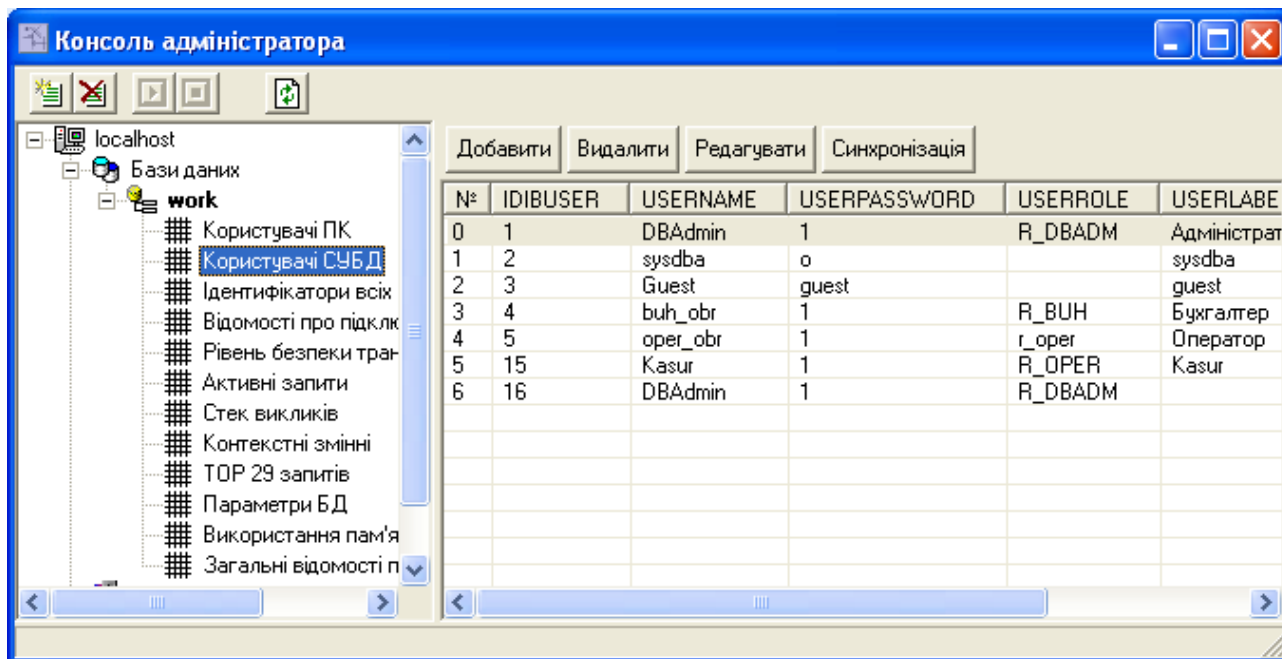 Консоль адміністратора
localhost
Бази даних
work
Користувачі ПК
Користувачі СУБД
Ідентифікатори всіх
Відомості про підклю
Рівень безпеки тран
Активні запити
Стек викликів
Контекстні змінні
TOP 29 запитів
Параметри БД
Використання пам'я
Загальні відомості п
Добавити Видалити Редагувати Синхронізація
№ IDIBUSER USERNAME USERPASSWORD USERROLE USERLABE
0 1 DBAdmin 1 R_DBADM Адміністрат
1 2 sysdba o sysdba
2 3 Guest guest guest
3 4 buh_obr 1 R_BUH Бухгалтер
4 5 oper_obr 1 r_oper Оператор
5 15 Kasur 1 R_OPER Kasur
6 16 DBAdmin 1 R_DBADM